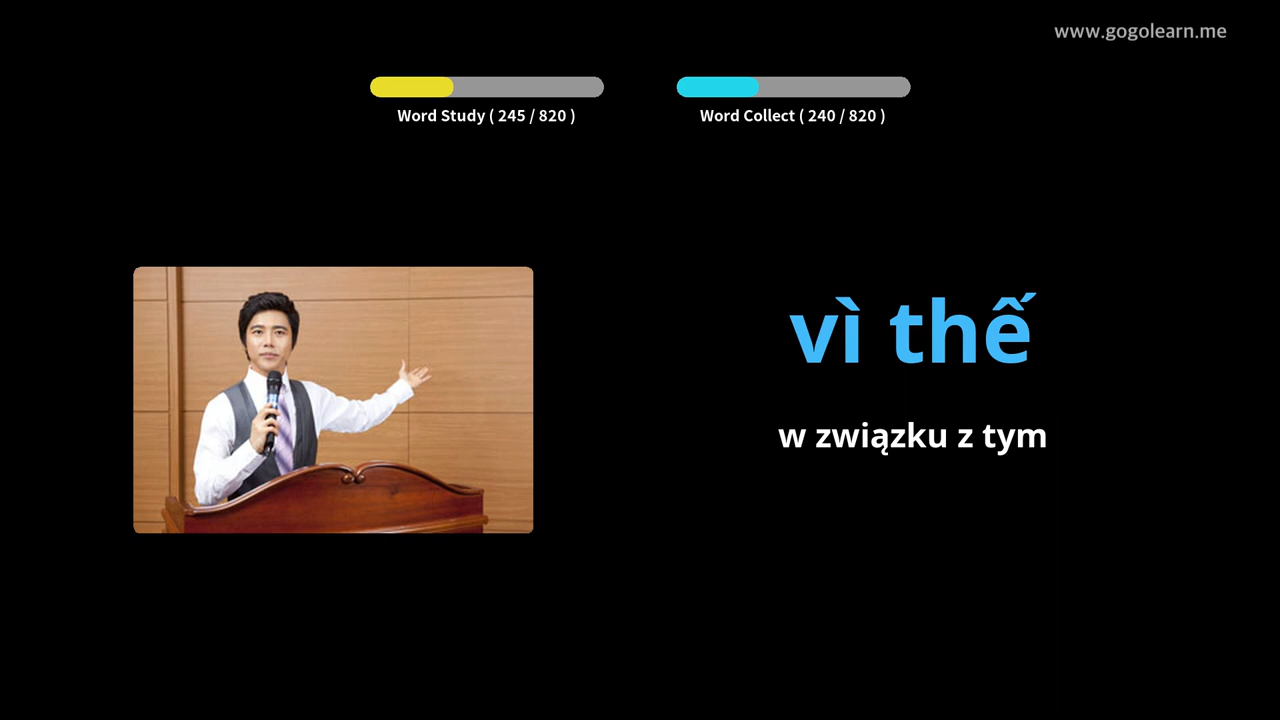 www.gogolearn.me
Word Study ( 245 / 820 )
Word Collect ( 240 / 820 )
vì thế
w związku z tym